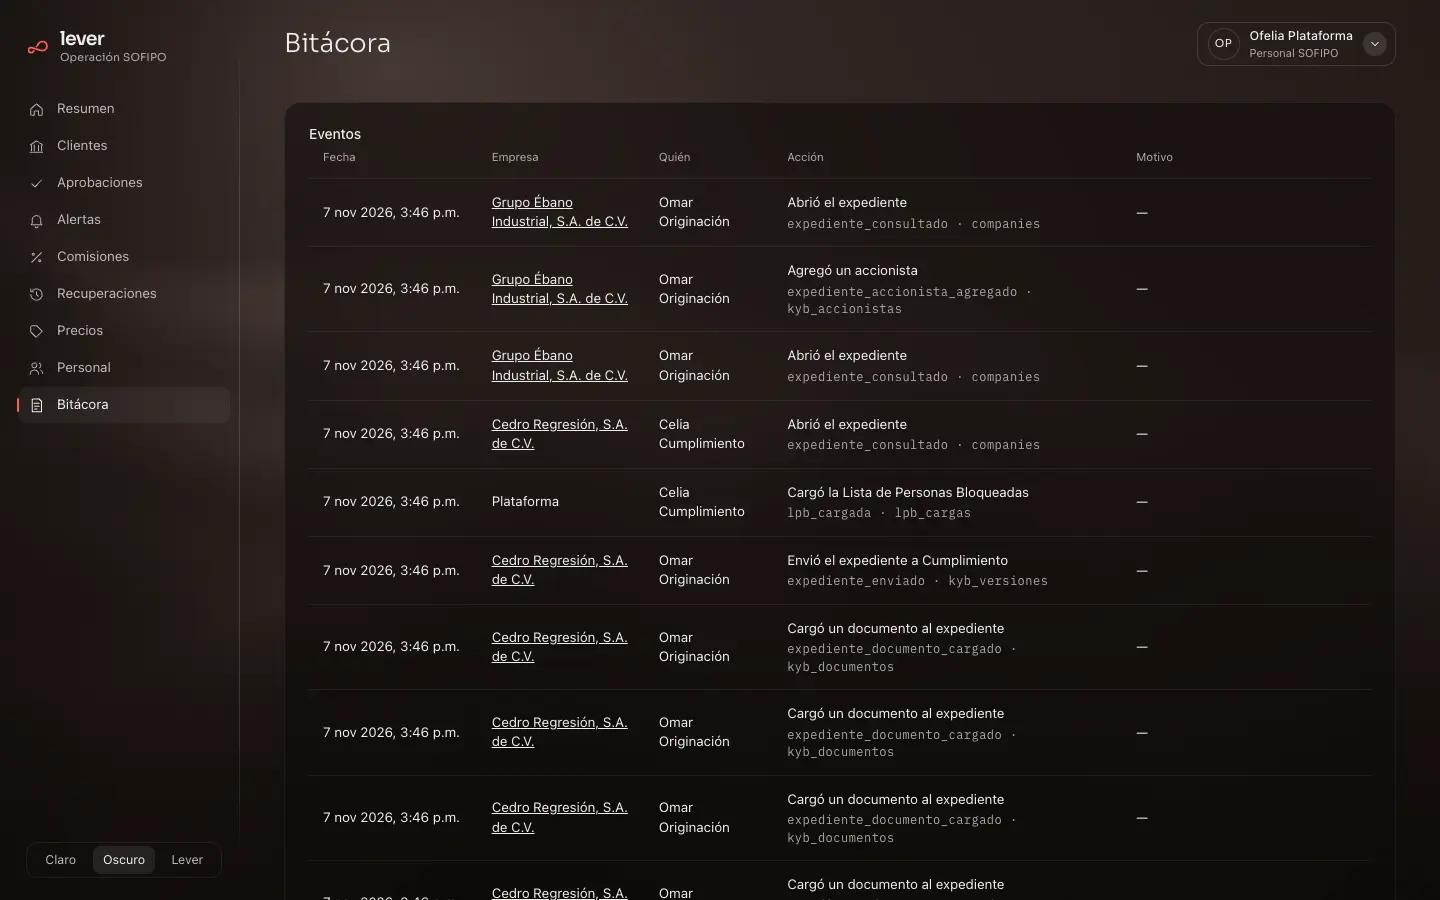 lever
Operación SOFIPO
Bitácora
OP
Ofelia Plataforma
Personal SOFIPO
Resumen
Clientes
Aprobaciones
Alertas
Comisiones
Recuperaciones
Precios
Personal
Bitácora
Eventos
Fecha Empresa Quién Acción Motivo
7 nov 2026, 3:46 p.m.
Grupo Ébano
Industrial, S.A. de C.V.
Omar
Originación
Abrió el expediente
expediente_consultado · companies
—
7 nov 2026, 3:46 p.m.
Grupo Ébano
Industrial, S.A. de C.V.
Omar
Originación
Agregó un accionista
expediente_accionista_agregado ·
kyb_accionistas
—
7 nov 2026, 3:46 p.m.
Grupo Ébano
Industrial, S.A. de C.V.
Omar
Originación
Abrió el expediente
expediente_consultado · companies
—
7 nov 2026, 3:46 p.m.
Cedro Regresión, S.A.
de C.V.
Celia
Cumplimiento
Abrió el expediente
expediente_consultado · companies
—
7 nov 2026, 3:46 p.m.
Plataforma
Celia
Cumplimiento
Cargó la Lista de Personas Bloqueadas
lpb_cargada · lpb_cargas
—
7 nov 2026, 3:46 p.m.
Cedro Regresión, S.A.
de C.V.
Omar
Originación
Envió el expediente a Cumplimiento
expediente_enviado · kyb_versiones
—
7 nov 2026, 3:46 p.m.
Cedro Regresión, S.A.
de C.V.
Omar
Originación
Cargó un documento al expediente
expediente_documento_cargado ·
kyb_documentos
—
7 nov 2026, 3:46 p.m.
Cedro Regresión, S.A.
de C.V.
Omar
Originación
Cargó un documento al expediente
expediente_documento_cargado ·
kyb_documentos
—
7 nov 2026, 3:46 p.m.
Cedro Regresión, S.A.
de C.V.
Omar
Originación
Cargó un documento al expediente
expediente_documento_cargado ·
kyb_documentos
—
Cedro Regresión, S.A.
Omar
Cargó un documento al expediente
Claro Oscuro Lever